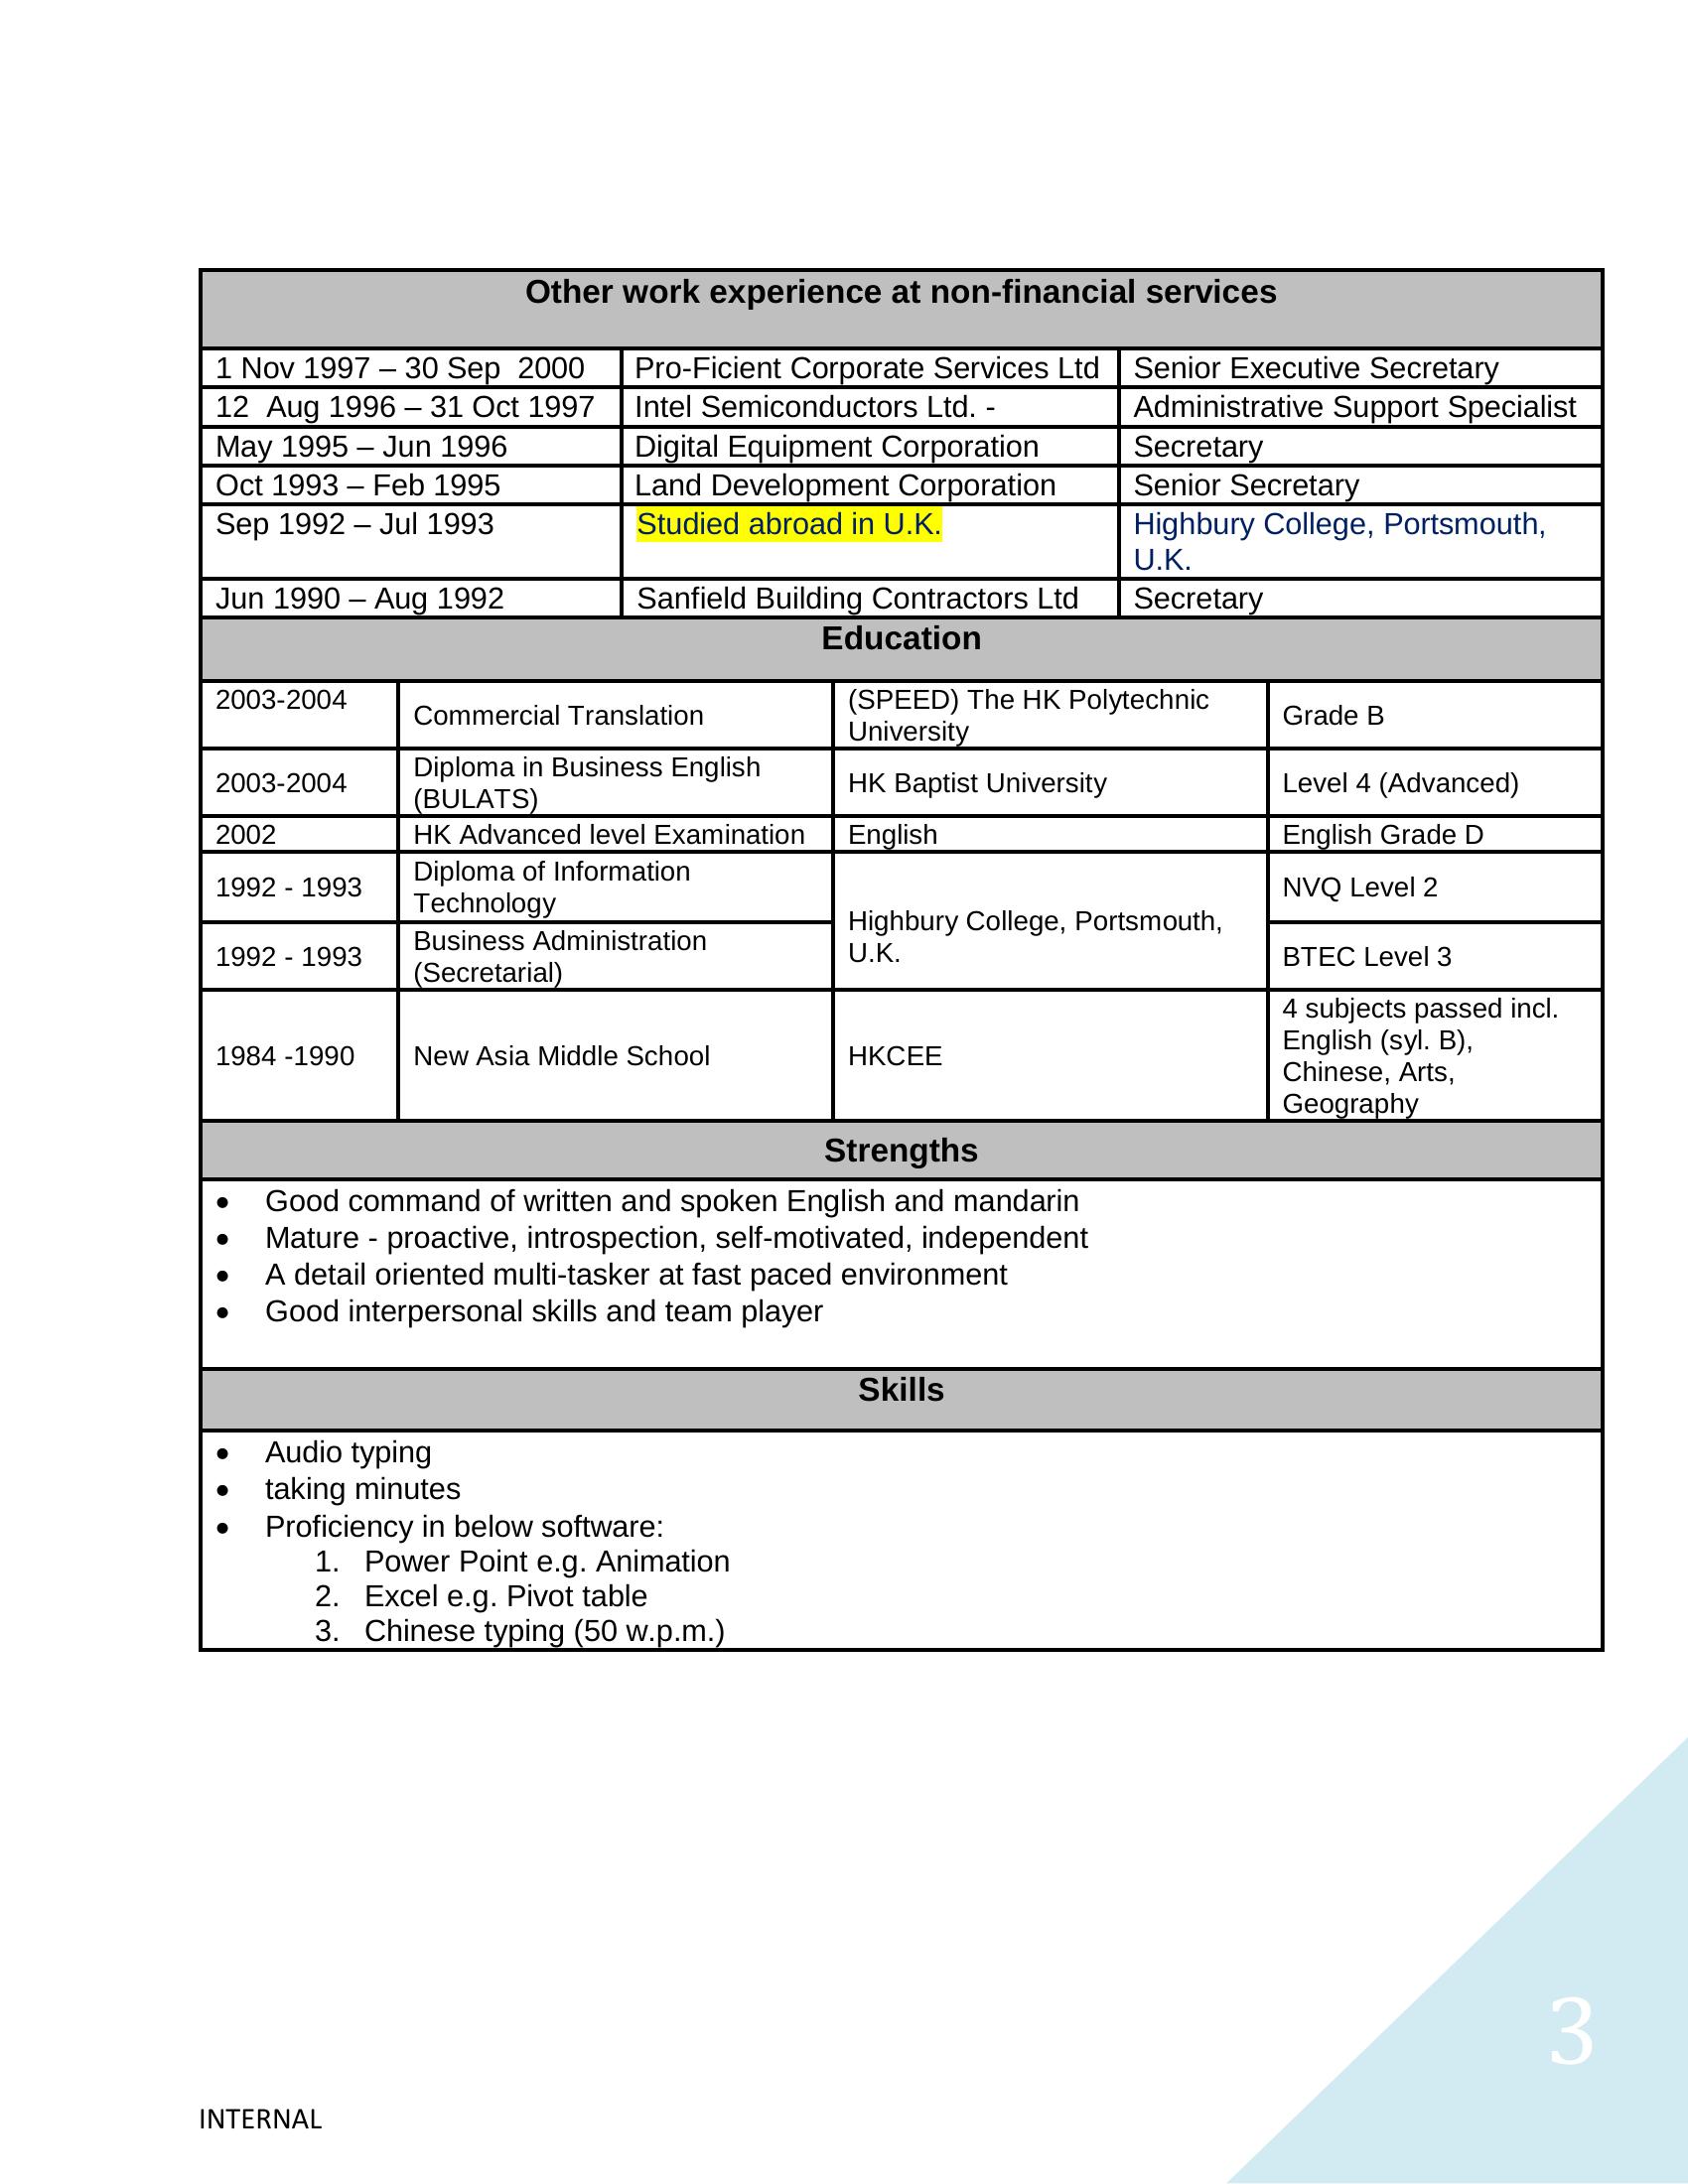 Other work experience at non-financial services
1 Nov 1997 – 30 Sep  2000 Pro-Ficient Corporate Services Ltd Senior Executive Secretary
12  Aug 1996 – 31 Oct 1997 Intel Semiconductors Ltd. - Administrative Support Specialist
May 1995 – Jun 1996 Digital Equipment Corporation Secretary
Oct 1993 – Feb 1995 Land Development Corporation Senior Secretary
Sep 1992 – Jul 1993 Studied abroad in U.K. Highbury College, Portsmouth,
U.K.
Jun 1990 – Aug 1992 Sanfield Building Contractors Ltd Secretary
Education
2003-2004 Commercial Translation (SPEED) The HK Polytechnic
University Grade B
2003-2004 Diploma in Business English
(BULATS) HK Baptist University Level 4 (Advanced)
2002 HK Advanced level Examination English English Grade D
1992 - 1993 Diploma of Information
Technology Highbury College, Portsmouth,
U.K. NVQ Level 2
1992 - 1993 Business Administration
(Secretarial) BTEC Level 3
1984 -1990 New Asia Middle School HKCEE 4 subjects passed incl.
English (syl. B),
Chinese, Arts,
Geography
Strengths
• Good command of written and spoken English and mandarin
• Mature - proactive, introspection, self-motivated, independent
• A detail oriented multi-tasker at fast paced environment
• Good interpersonal skills and team player
Skills
• Audio typing
• taking minutes
• Proficiency in below software:
1. Power Point e.g. Animation
2. Excel e.g. Pivot table
3. Chinese typing (50 w.p.m.)
3
INTERNAL